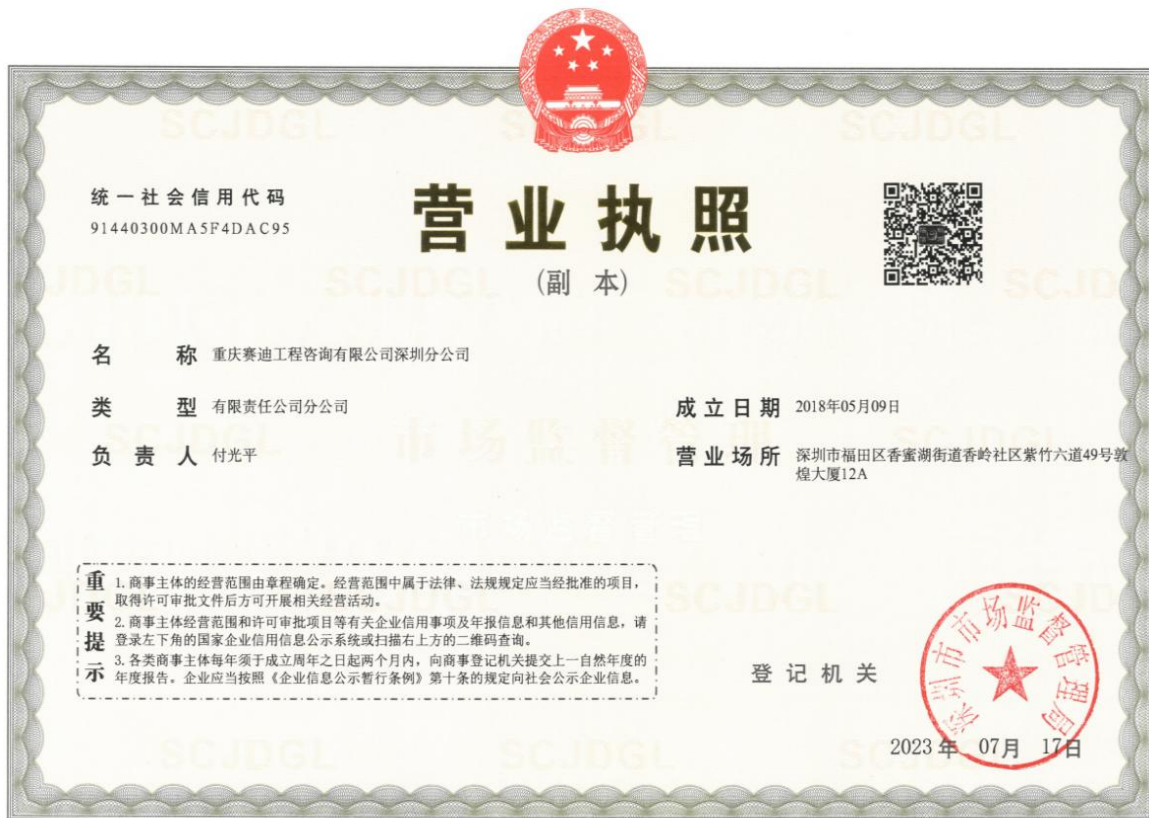 统一社会信用代码
91440300MA5F4DAC95
营业执照
(副 本)
名 称 重庆赛迪工程咨询有限公司深圳分公司
类 型 有限责任公司分公司
成立日期 2018年05月09日
负 责 人 付光平
营业场所 深圳市福田区香蜜湖街道香岭社区紫竹六道49号敦
煌大厦12A
重要提示
1. 商事主体的经营范围由章程确定。经营范围中属于法律、法规规定应当经批准的项目，
取得许可审批文件后方可开展相关经营活动。
2. 商事主体经营范围和许可审批项目等有关企业信用事项及年报信息和其他信用信息，请
登录左下角的国家企业信用信息公示系统或扫描右上方的二维码查询。
3. 各类商事主体每年须于成立周年之日起两个月内，向商事登记机关提交上一自然年度的
年度报告。企业应当按照《企业信息公示暂行条例》第十条的规定向社会公示企业信息。
登记机关
深圳市市场监督管理局
2023 年 07月 17日
SCJDGL
市场监督管理